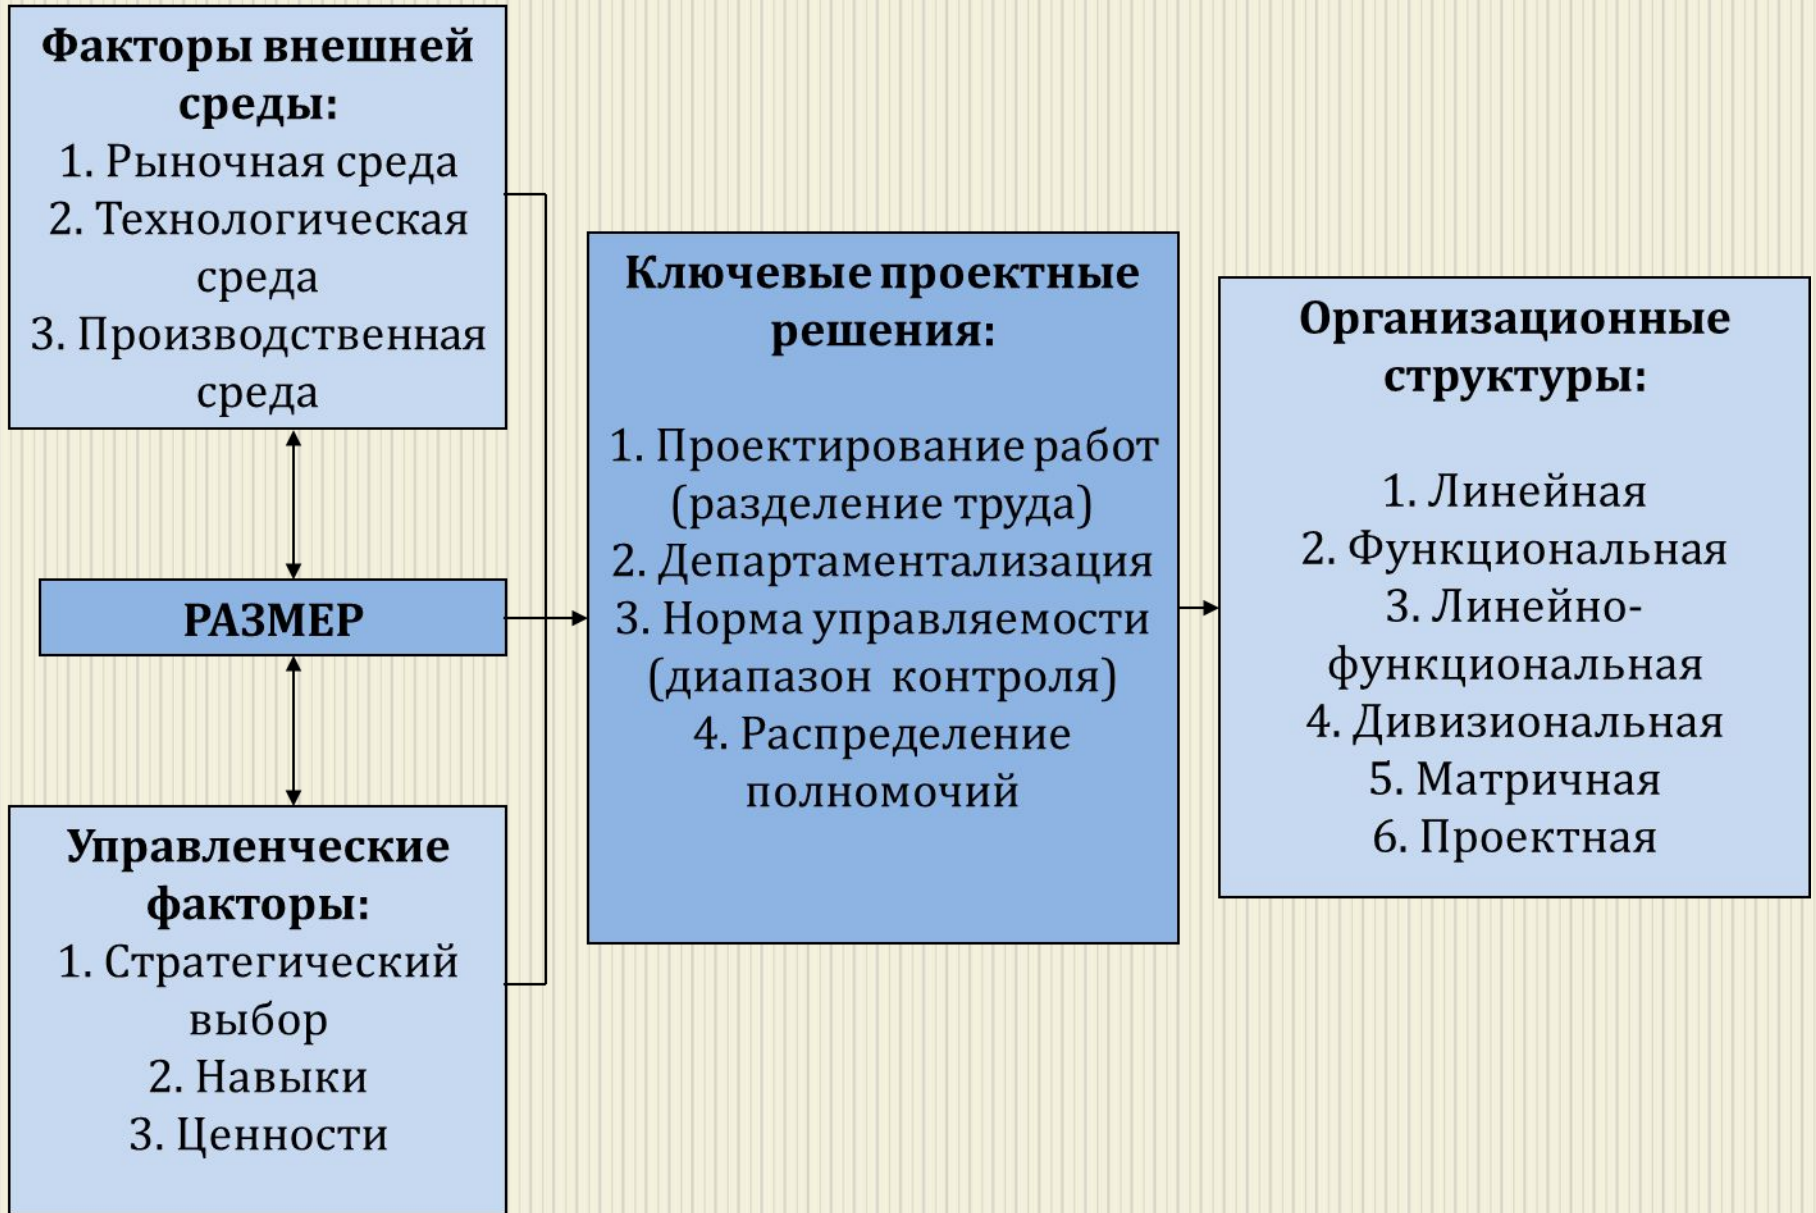 Факторы внешней
среды:
1. Рыночная среда
2. Технологическая
среда
3. Производственная
среда
РАЗМЕР
Управленческие
факторы:
1. Стратегический
выбор
2. Навыки
3. Ценности
Ключевые проектные
решения:
1. Проектирование работ
(разделение труда)
2. Департаментализация
3. Норма управляемости
(диапазон контроля)
4. Распределение
полномочий
Организационные
структуры:
1. Линейная
2. Функциональная
3. Линейно-
функциональная
4. Дивизиональная
5. Матричная
6. Проектная